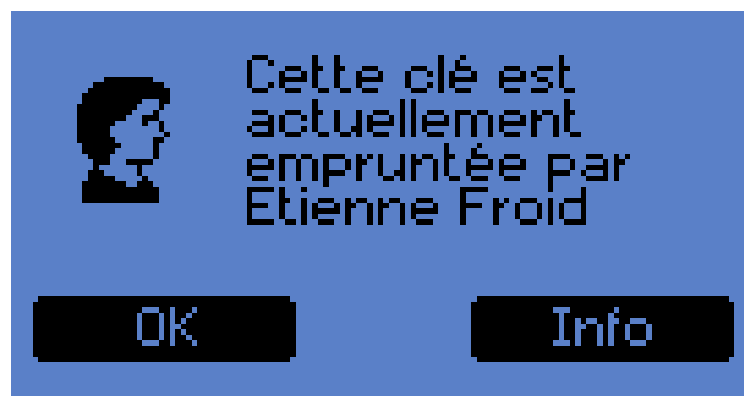 Cette clé est
actuellement
empruntée par
Etienne Froid
OK
Info